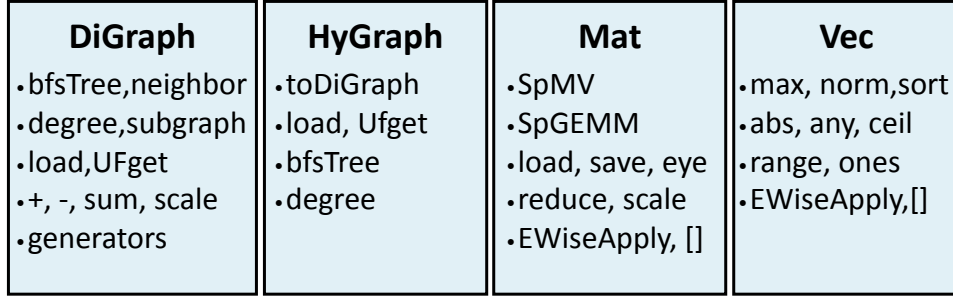 DiGraph
•bfsTree,neighbor
•degree,subgraph
•load,UFget
•+, -, sum, scale
•generators
HyGraph
•toDiGraph
•load, Ufget
•bfsTree
•degree
Mat
•SpMV
•SpGEMM
•load, save, eye
•reduce, scale
•EWiseApply, []
Vec
•max, norm,sort
•abs, any, ceil
•range, ones
•EWiseApply,[]